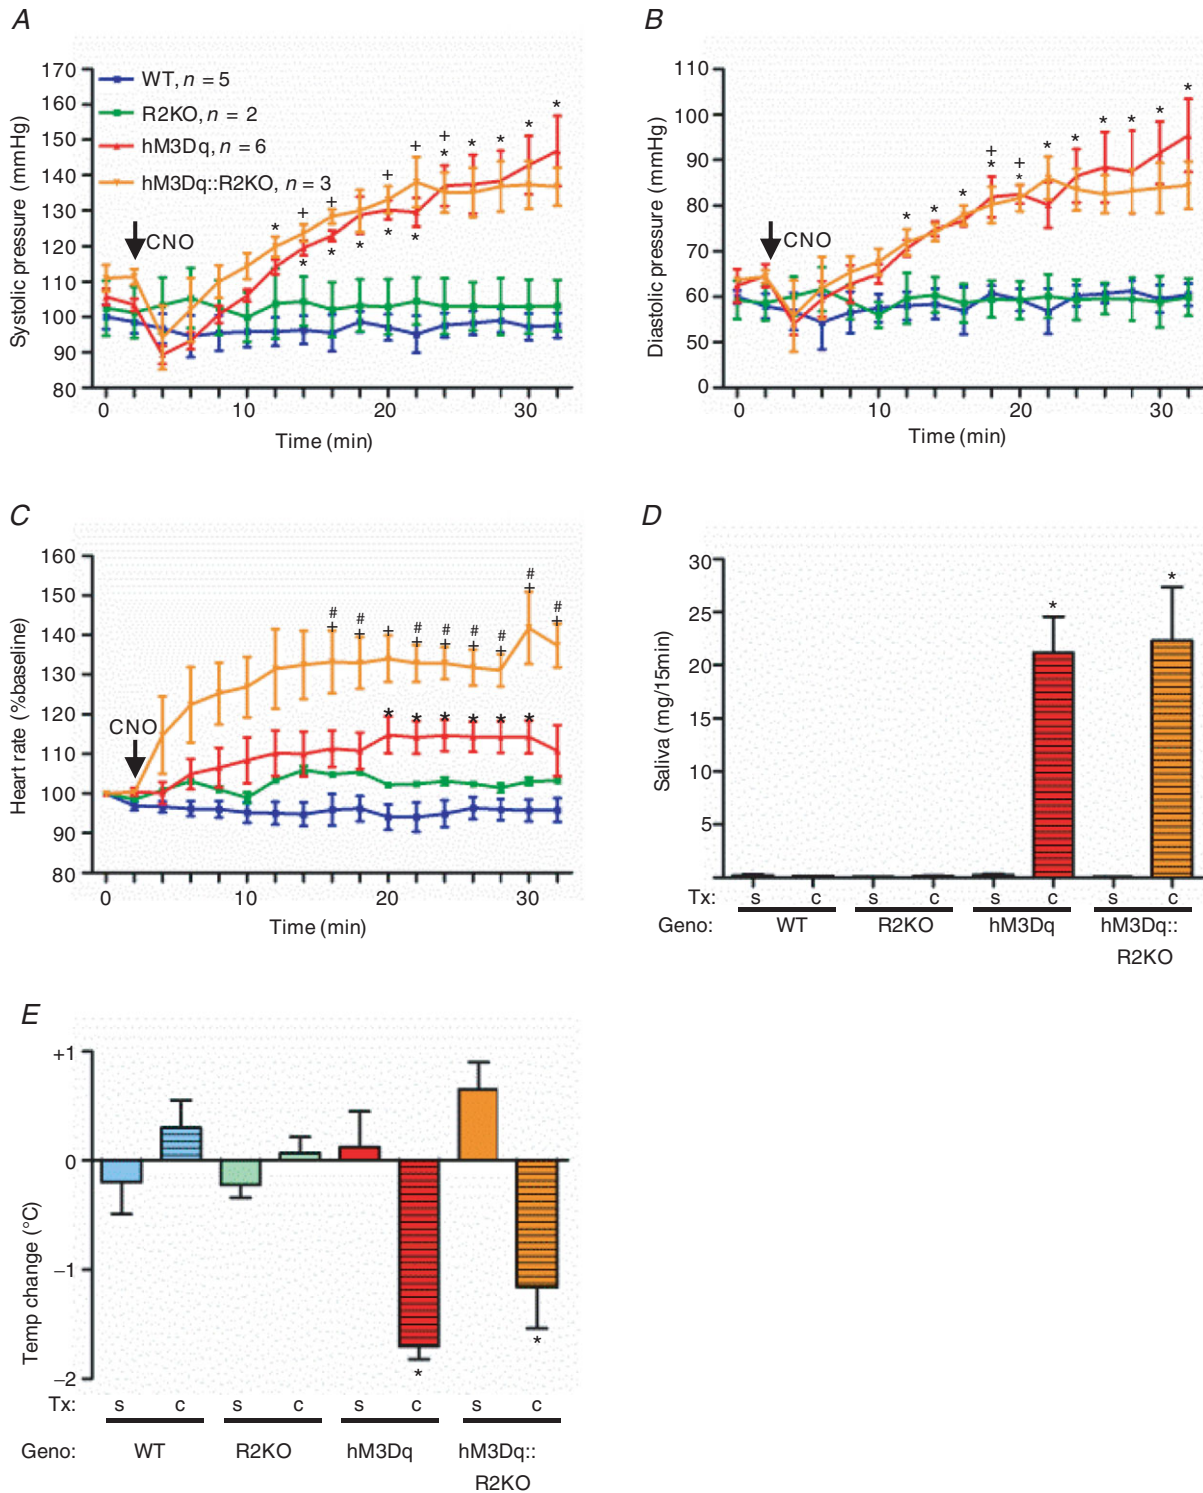 A
Systolic pressure (mmHg)
170
160
150
140
130
120
110
100
90
80
WT, n = 5
R2KO, n = 2
hM3Dq, n = 6
hM3Dq::R2KO, n = 3
CNO
* + + + + * * * * *
* * * * *
0 10 20 30
Time (min)
B
Diastolic pressure (mmHg)
110
100
90
80
70
60
50
0
CNO
+ +
* * * * * * * * * * *
0 10 20 30
Time (min)
C
Heart rate (%baseline)
160
150
140
130
120
110
100
90
80
CNO
# # # # # # # #
+ + + + + + + + +
* * * * * *
0 10 20 30
Time (min)
D
Saliva (mg/15min)
30
25
20
15
10
5
* *
Tx: s c s c s c s c
Geno: WT R2KO hM3Dq hM3Dq::
R2KO
E
Temp change (°C)
+1
0
−1
−2
* *
Tx: s c s c s c s c
Geno: WT R2KO hM3Dq hM3Dq::
R2KO